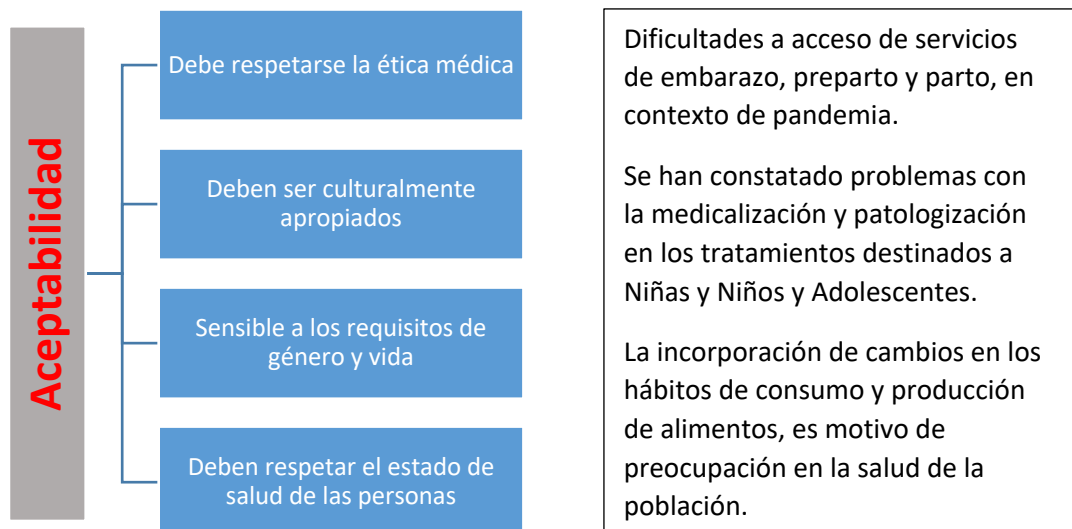 Aceptabilidad
Debe respetarse la ética médica
Deben ser culturalmente
apropiados
Sensible a los requisitos de
género y vida
Deben respetar el estado de
salud de las personas
Dificultades a acceso de servicios
de embarazo, preparto y parto, en
contexto de pandemia.
Se han constatado problemas con
la medicalización y patologización
en los tratamientos destinados a
Niñas y Niños y Adolescentes.
La incorporación de cambios en los
hábitos de consumo y producción
de alimentos, es motivo de
preocupación en la salud de la
población.